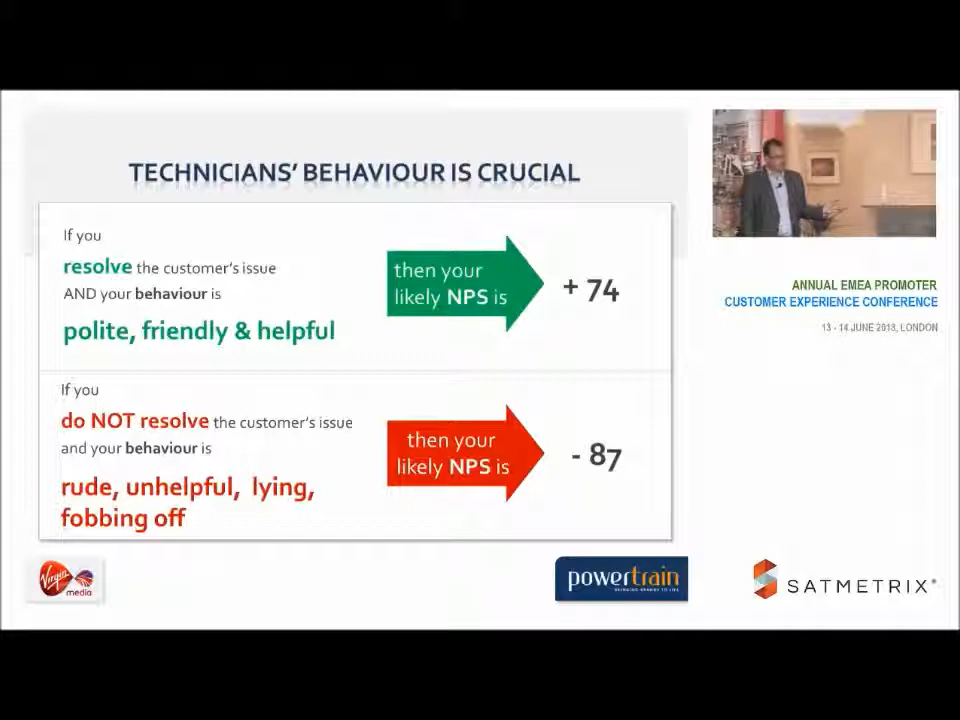 TECHNICIANS' BEHAVIOUR IS CRUCIAL
If you
resolve the customer's issue
AND your behaviour is
polite, friendly & helpful
then your
likely NPS is
+ 74
If you
do NOT resolve the customer's issue
and your behaviour is
rude, unhelpful, lying,
fobbing off
then your
likely NPS is
- 87
Virgin
media
powertrain
ANNUAL EMEA PROMOTER
CUSTOMER EXPERIENCE CONFERENCE
13 - 14 JUNE 2013, LONDON
SATMETRIX®